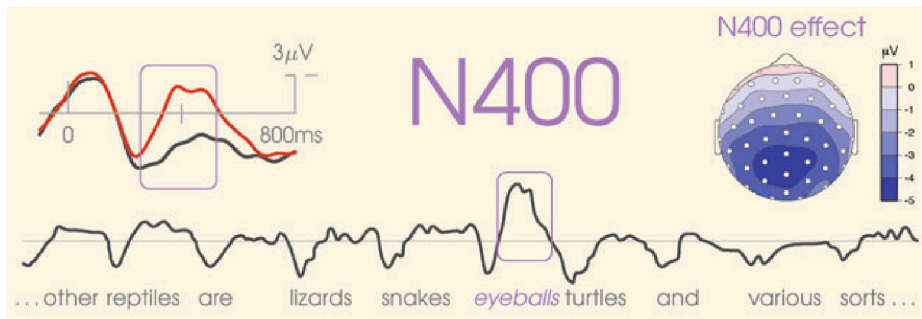 N400 effect
3μV
μV
N400
1
0
-1
-2
-3
-4
-5
0
800ms
... other reptiles are lizards snakes eyeballs turtles and various sorts ...